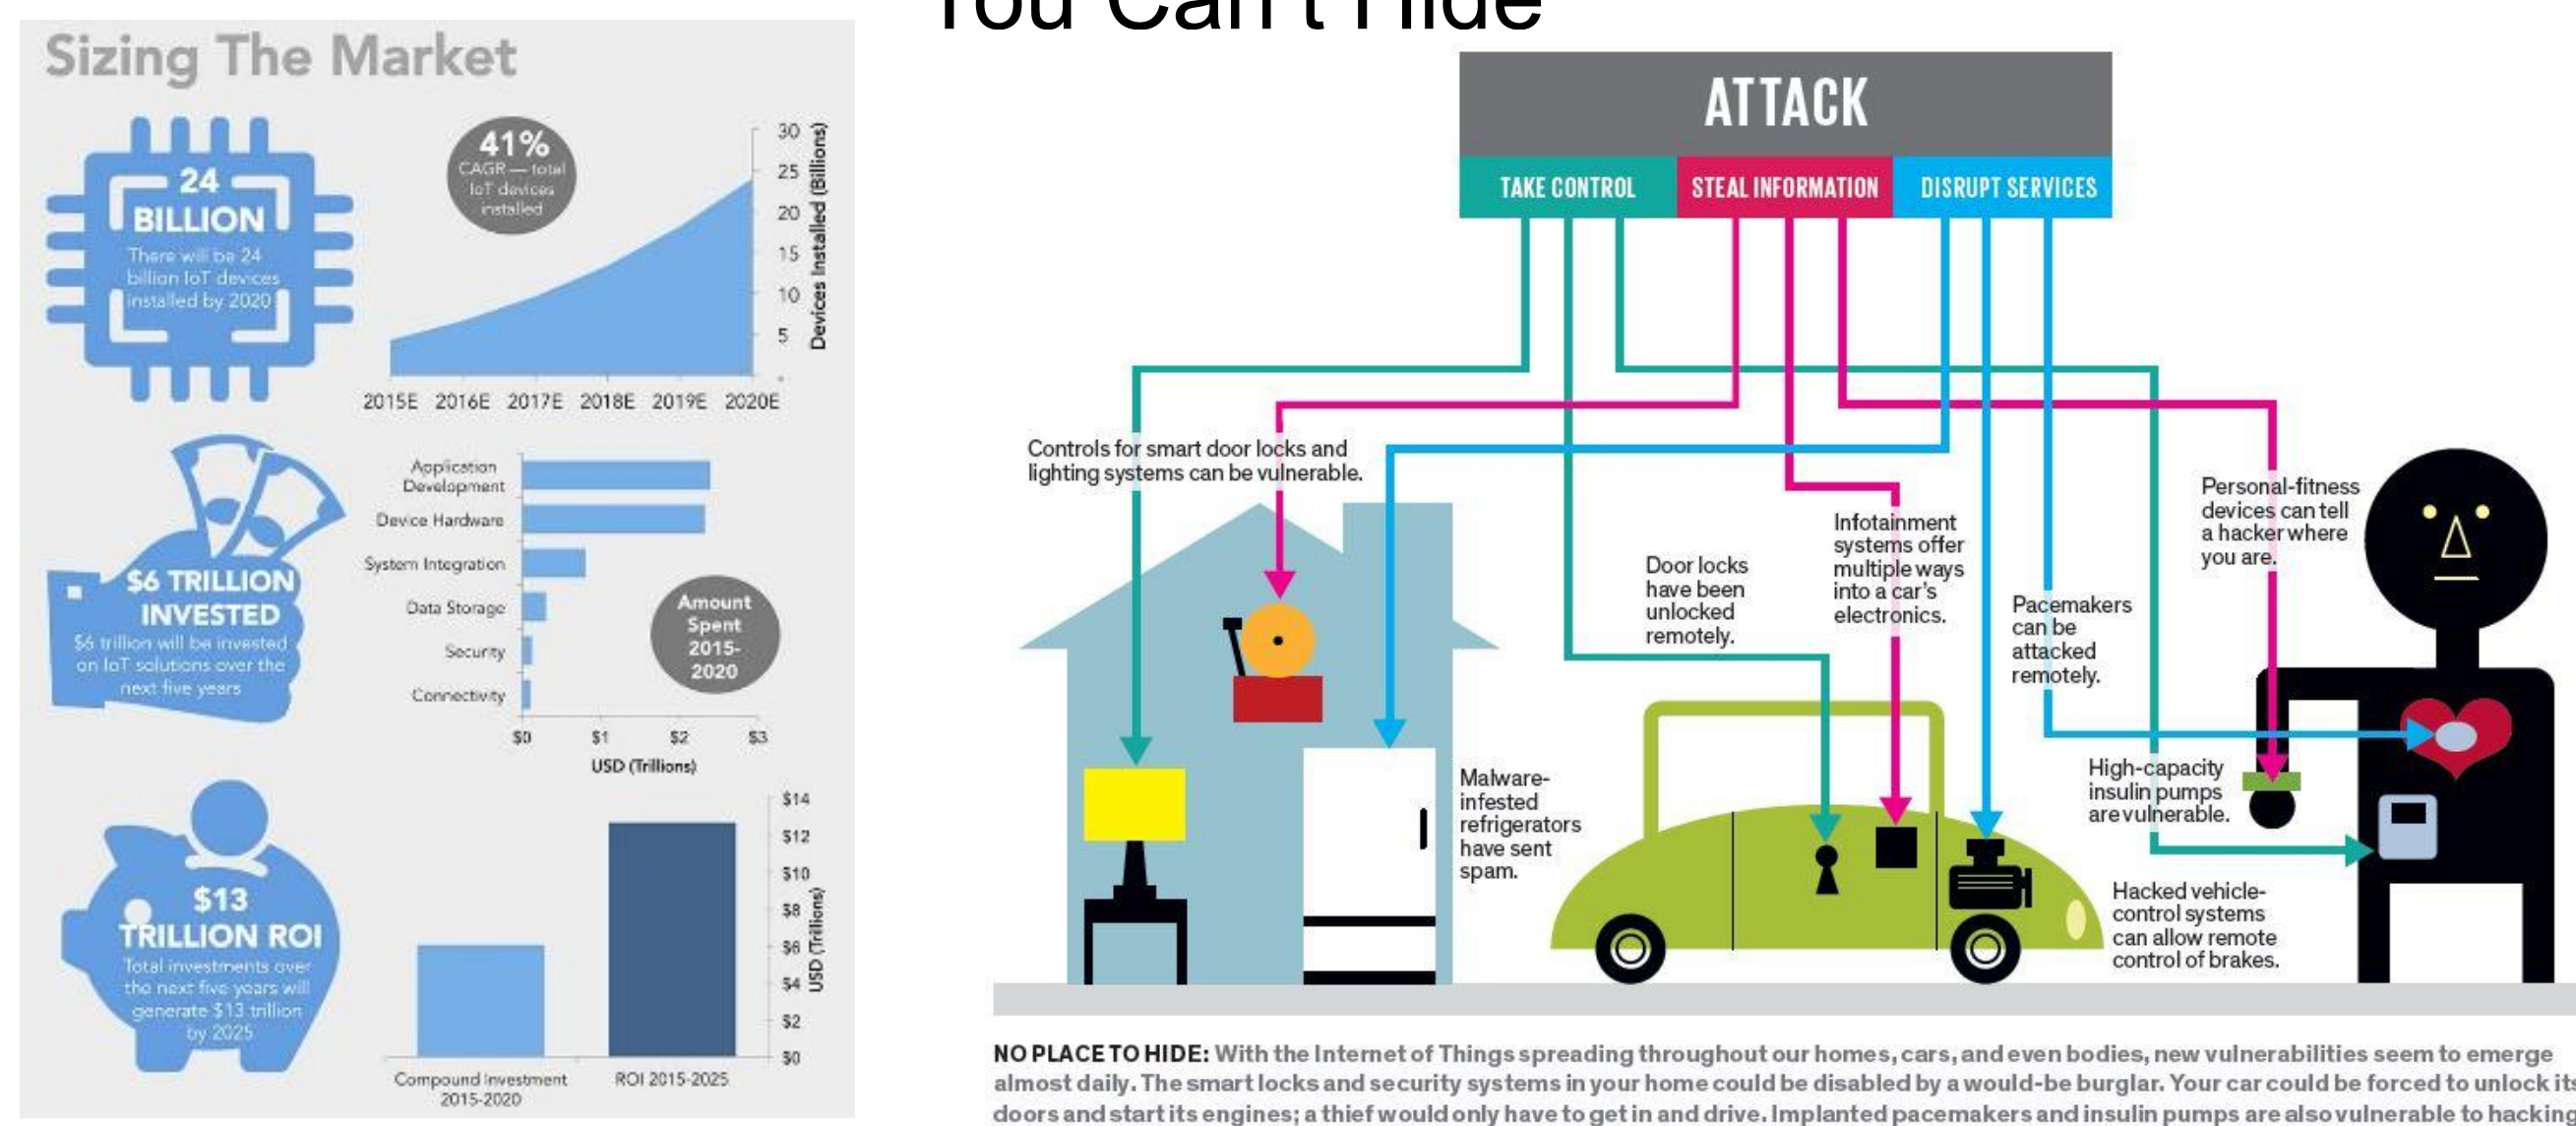 You Can't Hide
Sizing The Market
24
BILLION
There will be 24
billion IoT devices
installed by 2020
41%
CAGR — total
IoT devices
installed
30
25
20
15
10
5
-
Devices Installed (Billions)
2015E 2016E 2017E 2018E 2019E 2020E
$6 TRILLION
INVESTED
$6 trillion will be invested
on IoT solutions over the
next five years
Application
Development
Device Hardware
System Integration
Data Storage
Security
Connectivity
Amount
Spent
2015-
2020
$0 $1 $2 $3
USD (Trillions)
$13
TRILLION ROI
Total investments over
the next five years will
generate $13 trillion
by 2025
$14
$12
$10
$8
$6
$4
$2
$0
USD (Trillions)
Compound Investment
2015-2020
ROI 2015-2025
ATTACK
TAKE CONTROL
STEAL INFORMATION
DISRUPT SERVICES
Controls for smart door locks and
lighting systems can be vulnerable.
Malware-
infested
refrigerators
have sent
spam.
Door locks
have been
unlocked
remotely.
Infotainment
systems offer
multiple ways
into a car's
electronics.
Pacemakers
can be
attacked
remotely.
Personal-fitness
devices can tell
a hacker where
you are.
High-capacity
insulin pumps
are vulnerable.
Hacked vehicle-
control systems
can allow remote
control of brakes.
NO PLACE TO HIDE: With the Internet of Things spreading throughout our homes, cars, and even bodies, new vulnerabilities seem to emerge
almost daily. The smart locks and security systems in your home could be disabled by a would-be burglar. Your car could be forced to unlock its
doors and start its engines; a thief would only have to get in and drive. Implanted pacemakers and insulin pumps are also vulnerable to hacking